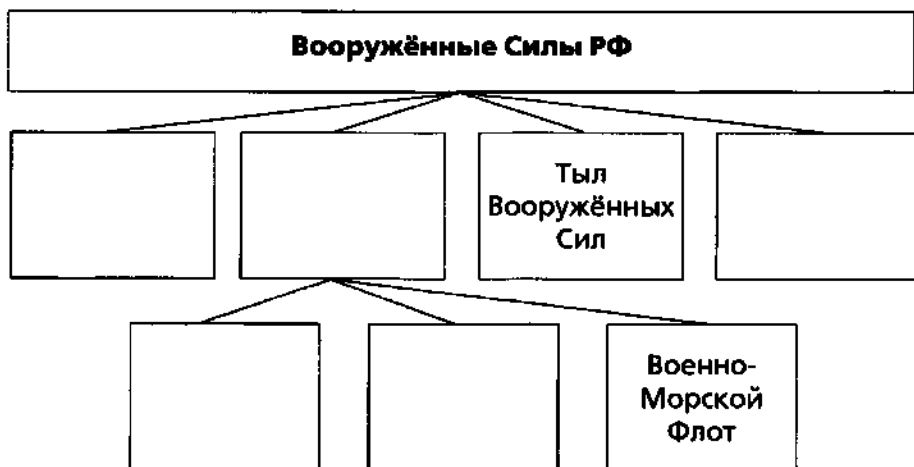 Вооружённые Силы РФ
Тыл
Вооружённых
Сил
Военно-
Морской
Флот